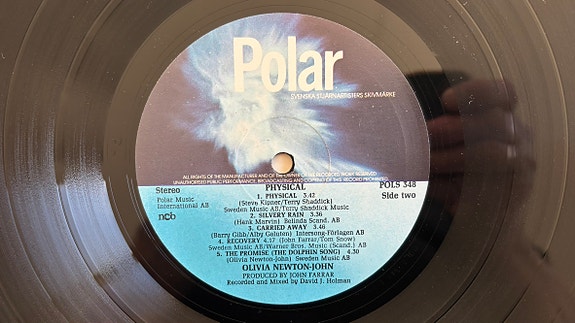 Polar
SVENSKA STJÄRNARTISTERS SKIVMÄRKE
ALL RIGHTS OF THE MANUFACTURER AND OF THE OWNER OF THE RECORDED WORK RESERVED
UNAUTHORISED PUBLIC PERFORMANCE, BROADCASTING AND COPYING OF THIS RECORD PROHIBITED
PHYSICAL
Stereo
POLS 348
Polar Music
International AB
Side two
ncb
1. PHYSICAL 3.42
(Steve Kipner/Terry Shaddick)
Sweden Music AB/Terry Shaddick Music
2. SILVERY RAIN 3.36
(Hank Marvin) Belinda Scand. AB
3. CARRIED AWAY 3.46
(Barry Gibb/Alby Galuten) Intersong-Förlagen AB
4. RECOVERY 4.17 (John Farrar/Tom Snow)
Sweden Music AB/Warner Bros. Music (Scand.) AB
5. THE PROMISE (THE DOLPHIN SONG) 4.30
(Olivia Newton-John) Sweden Music AB
OLIVIA NEWTON-JOHN
PRODUCED BY JOHN FARRAR
Recorded and Mixed by David J. Holman